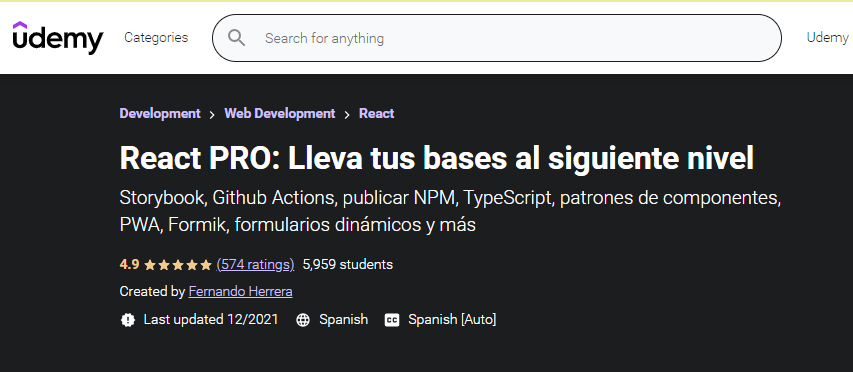 udemy Categories Search for anything Udemy
Development > Web Development > React
React PRO: Lleva tus bases al siguiente nivel
Storybook, Github Actions, publicar NPM, TypeScript, patrones de componentes,
PWA, Formik, formularios dinámicos y más
4.9 (574 ratings) 5,959 students
Created by Fernando Herrera
Last updated 12/2021 Spanish CC Spanish [Auto]